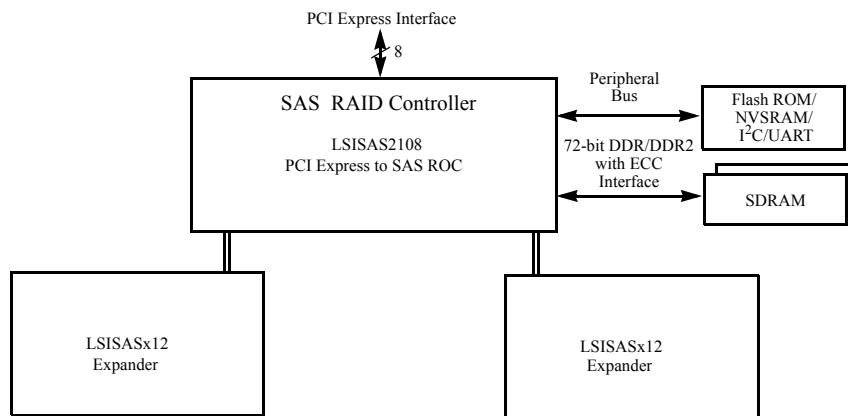 PCI Express Interface
8
SAS RAID Controller
LSISAS2108
PCI Express to SAS ROC
Peripheral
Bus
Flash ROM/
NVSRAM/
I²C/UART
72-bit DDR/DDR2
with ECC
Interface
SDRAM
LSISASx12
Expander
LSISASx12
Expander